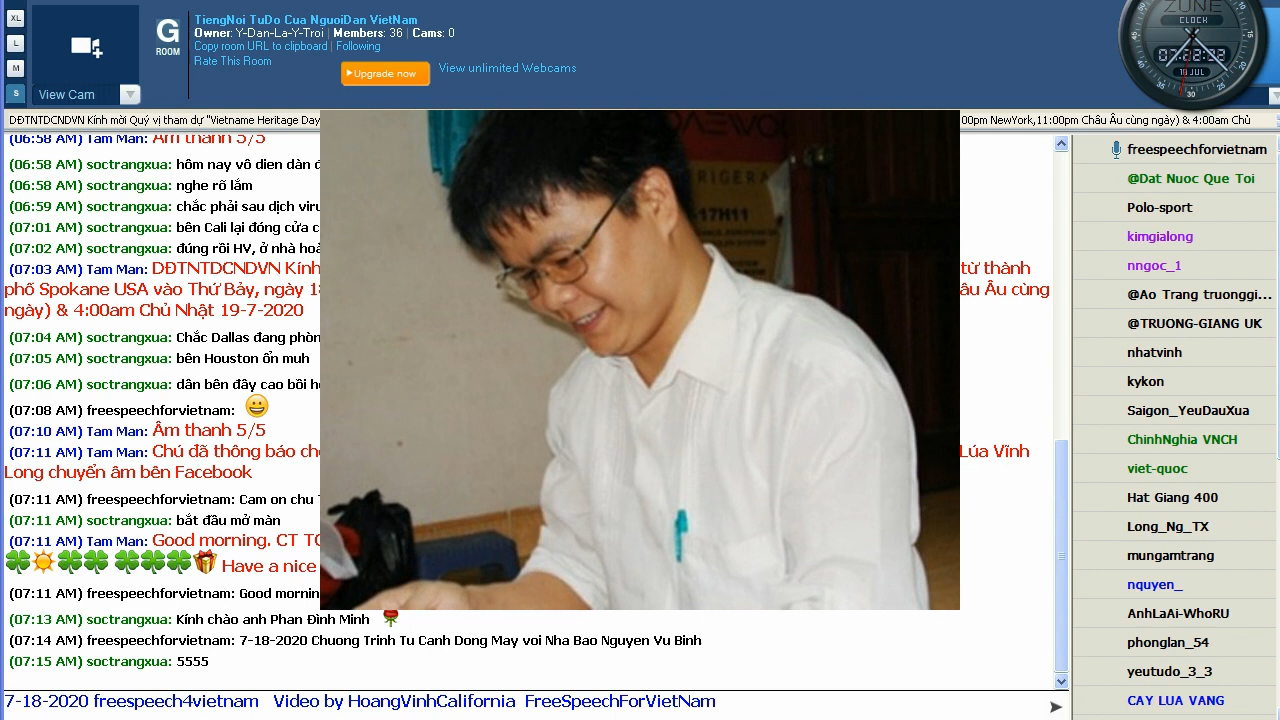 XL
L
M
S
View Cam
G
ROOM
TiengNoi TuDo Cua NguoiDan VietNam
Owner: Y-Dan-La-Y-Troi | Members: 36 | Cams: 0
Copy room URL to clipboard | Following
Rate This Room
Upgrade now
View unlimited Webcams
ZUNE
CLOCK
18 JUL
DĐTNTDCNDVN Kính mời Quý vị tham dự "Vietname Heritage Day
00pm NewYork,11:00pm Châu Âu cùng ngày) & 4:00am Chủ
(06:58 AM) Tam Man: Âm thanh 5/5
(06:58 AM) soctrangxua: hôm nay vô dien dàn
(06:58 AM) soctrangxua: nghe rõ lắm
(06:59 AM) soctrangxua: chắc phải sau dịch
(07:01 AM) soctrangxua: bên Cali lại đóng cửa
(07:02 AM) soctrangxua: đúng rồi HV, ở nhà
(07:03 AM) Tam Man: DĐTNTDCNDVN Kính
từ thành
phố Spokane USA vào Thứ Bảy, ngày
Âu cùng
ngày) & 4:00am Chủ Nhật 19-7-2020
(07:04 AM) soctrangxua: Chắc Dallas đang
(07:05 AM) soctrangxua: bên Houston ổn muh
(07:06 AM) soctrangxua: dân bên đây cao bồi
(07:08 AM) freespeechforvietnam:
(07:10 AM) Tam Man: Âm thanh 5/5
(07:11 AM) Tam Man: Chú đã thông báo
Lúa Vĩnh
Long chuyển âm bên Facebook
(07:11 AM) freespeechforvietnam: Cam on chu
(07:11 AM) soctrangxua: bắt đầu mở màn
(07:11 AM) Tam Man: Good morning. CT
Have a nice
(07:11 AM) freespeechforvietnam: Good
(07:13 AM) soctrangxua: Kính chào anh Phan Đình Minh
(07:14 AM) freespeechforvietnam: 7-18-2020 Chuong Trinh Tu Canh Dong May voi Nha Bao Nguyen Vu Binh
(07:15 AM) soctrangxua: 5555
7-18-2020 freespeech4vietnam Video by HoangVinhCalifornia FreeSpeechForVietNam
DAEWOO
-17H11
freespeechforvietnam
@Dat Nuoc Que Toi
Polo-sport
kimgialong
nngoc_1
@Ao Trang truonggi...
@TRUONG-GIANG UK
nhatvinh
kykon
Saigon_YeuDauXua
ChinhNghia VNCH
viet-quoc
Hat Giang 400
Long_Ng_TX
mungamtrang
nquyen_
AnhLaAi-WhoRU
phonglan_54
yeutudo_3_3
CAY LUA VANG